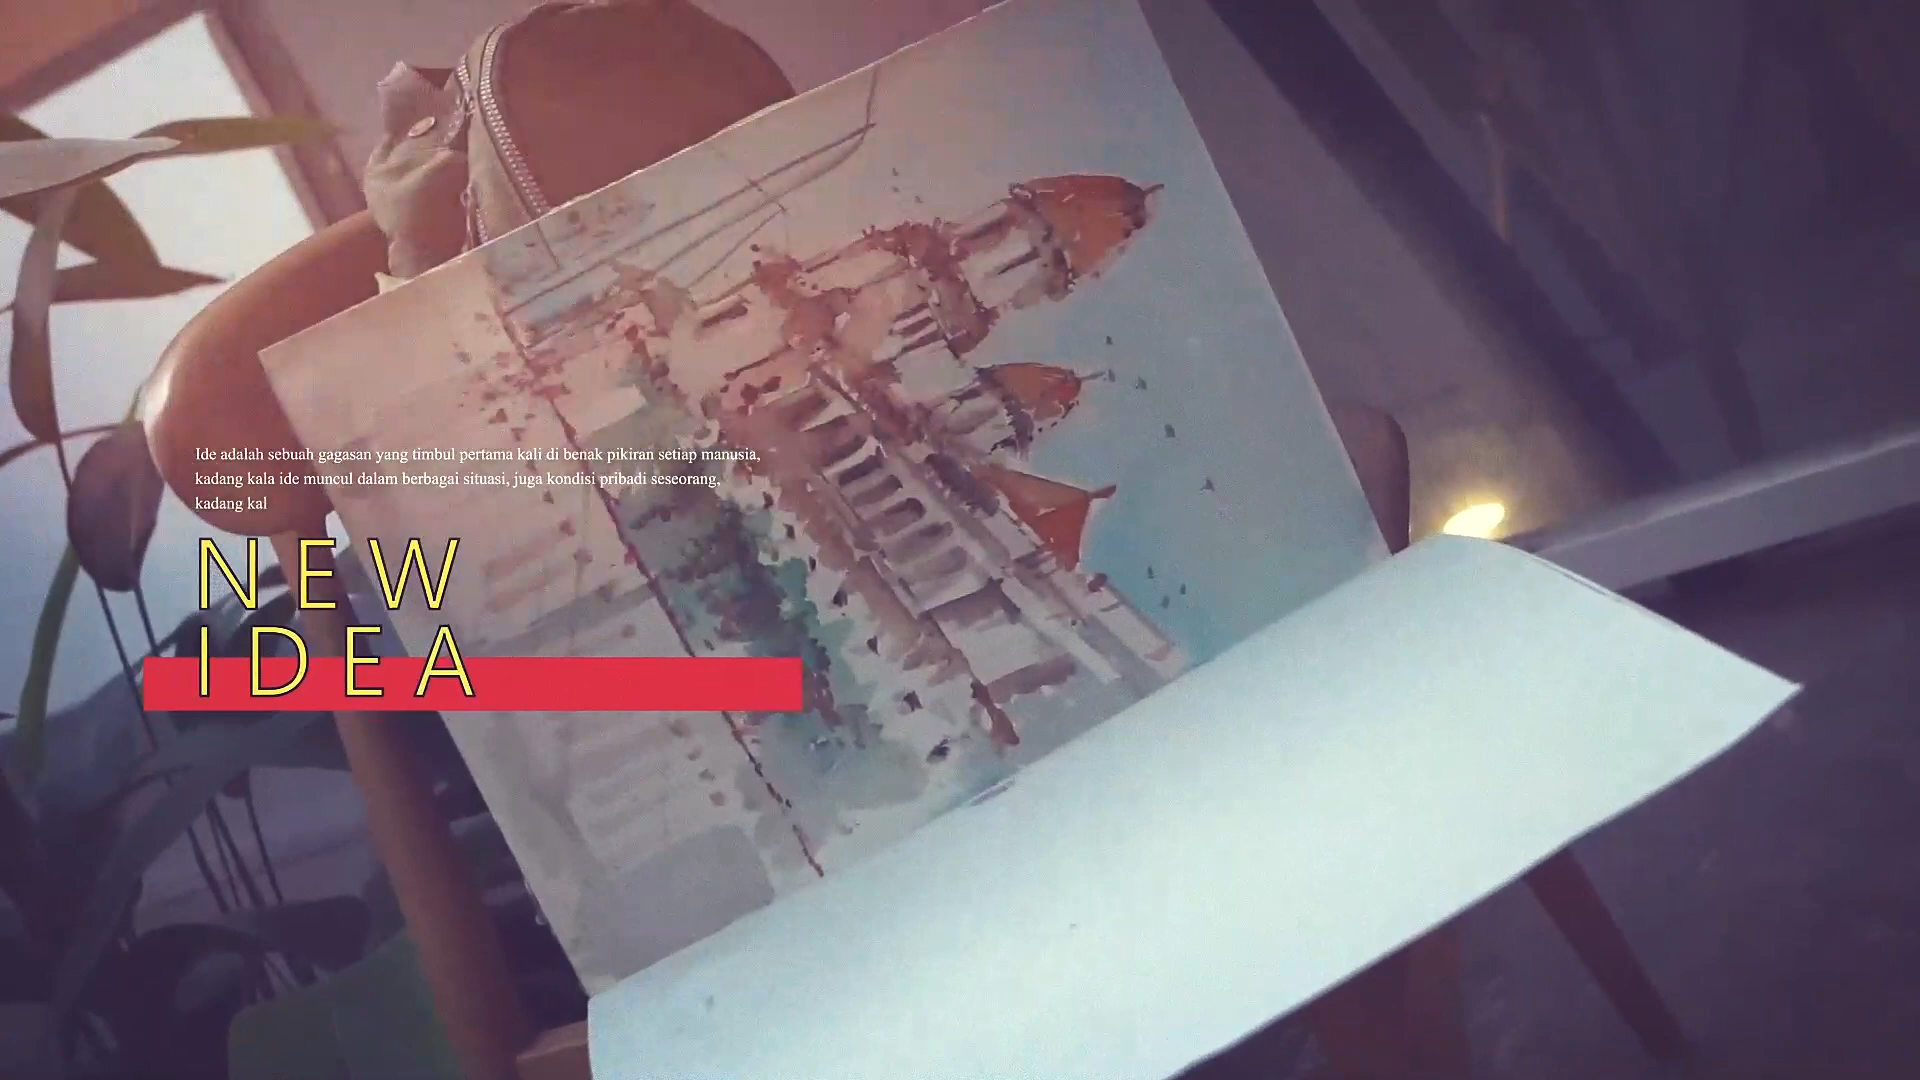 Ide adalah sebuah gagasan yang timbul pertama kali di benak pikiran setiap manusia,
kadang kala ide muncul dalam berbagai situasi, juga kondisi pribadi seseorang,
kadang kal
NEW
IDEA